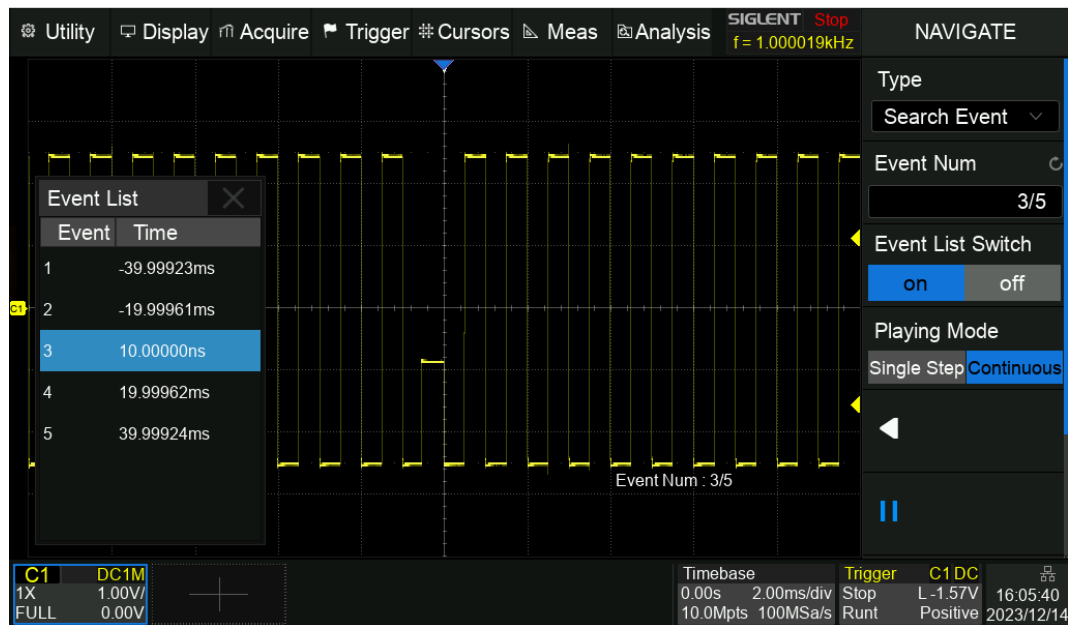 Utility Display Acquire Trigger Cursors Meas Analysis SIGLENT Stop
f = 1.000019kHz
NAVIGATE
Type
Search Event
Event Num
3/5
Event List Switch
on off
Playing Mode
Single Step Continuous
Event List
Event Time
1 -39.99923ms
2 -19.99961ms
3 10.00000ns
4 19.99962ms
5 39.99924ms
C1
Event Num : 3/5
C1 DC1M
1X 1.00V/
FULL 0.00V
Timebase
0.00s 2.00ms/div
10.0Mpts 100MSa/s
Trigger C1 DC
Stop L -1.57V
Runt Positive
16:05:40
2023/12/14